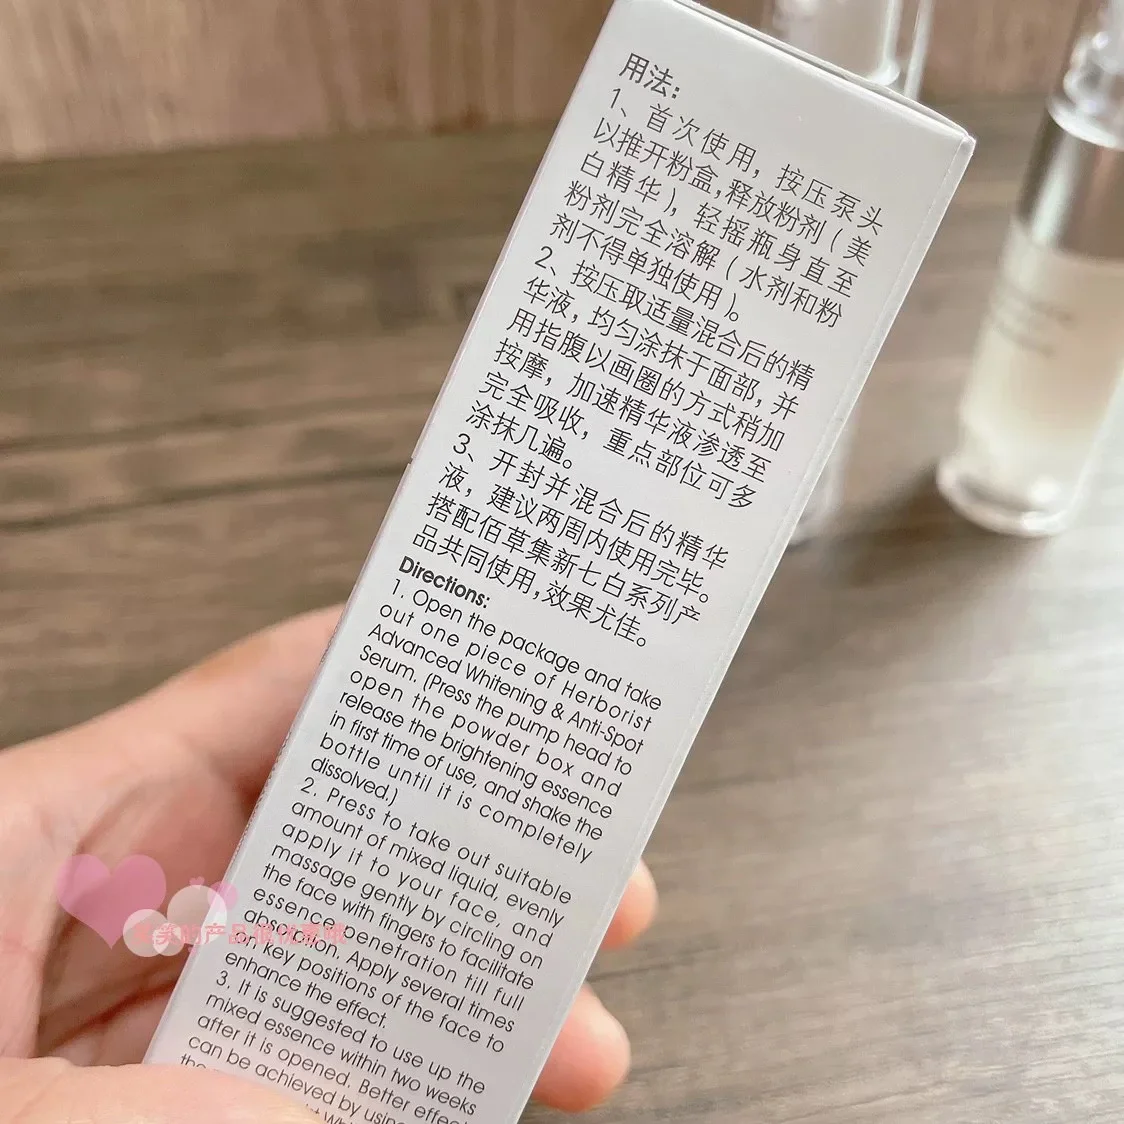 用法：
1、首次使用，按压泵头
以推开粉盒，释放粉剂（美
白精华），轻摇瓶身直至
粉剂完全溶解（水剂和粉
剂不得单独使用）。
2、按压取适量混合后的精
华液，均匀涂抹于面部，并
用指腹以画圈的方式稍加
按摩，加速精华液渗透至
完全吸收，重点部位可多
涂抹几遍。
3、开封并混合后的精华
液，建议两周内使用完毕。
搭配佰草集新七白系列产
品共同使用，效果尤佳。
Directions:
1. Open the package and take
out one piece of Herborist
Advanced Whitening & Anti-Spot
Serum. (Press the pump head to
open the powder box and
release the brightening essence
in first time of use, and shake the
bottle until it is completely
dissolved.)
2. Press to take out suitable
amount of mixed liquid, evenly
apply it to your face, and
massage gently by circling on
the face with fingers to facilitate
essence penetration till full
absorption. Apply several times
on key positions of the face to
enhance the effect.
3. It is suggested to use up the
mixed essence within two weeks
after it is opened. Better effect
can be achieved by using
的产品很优惠哦